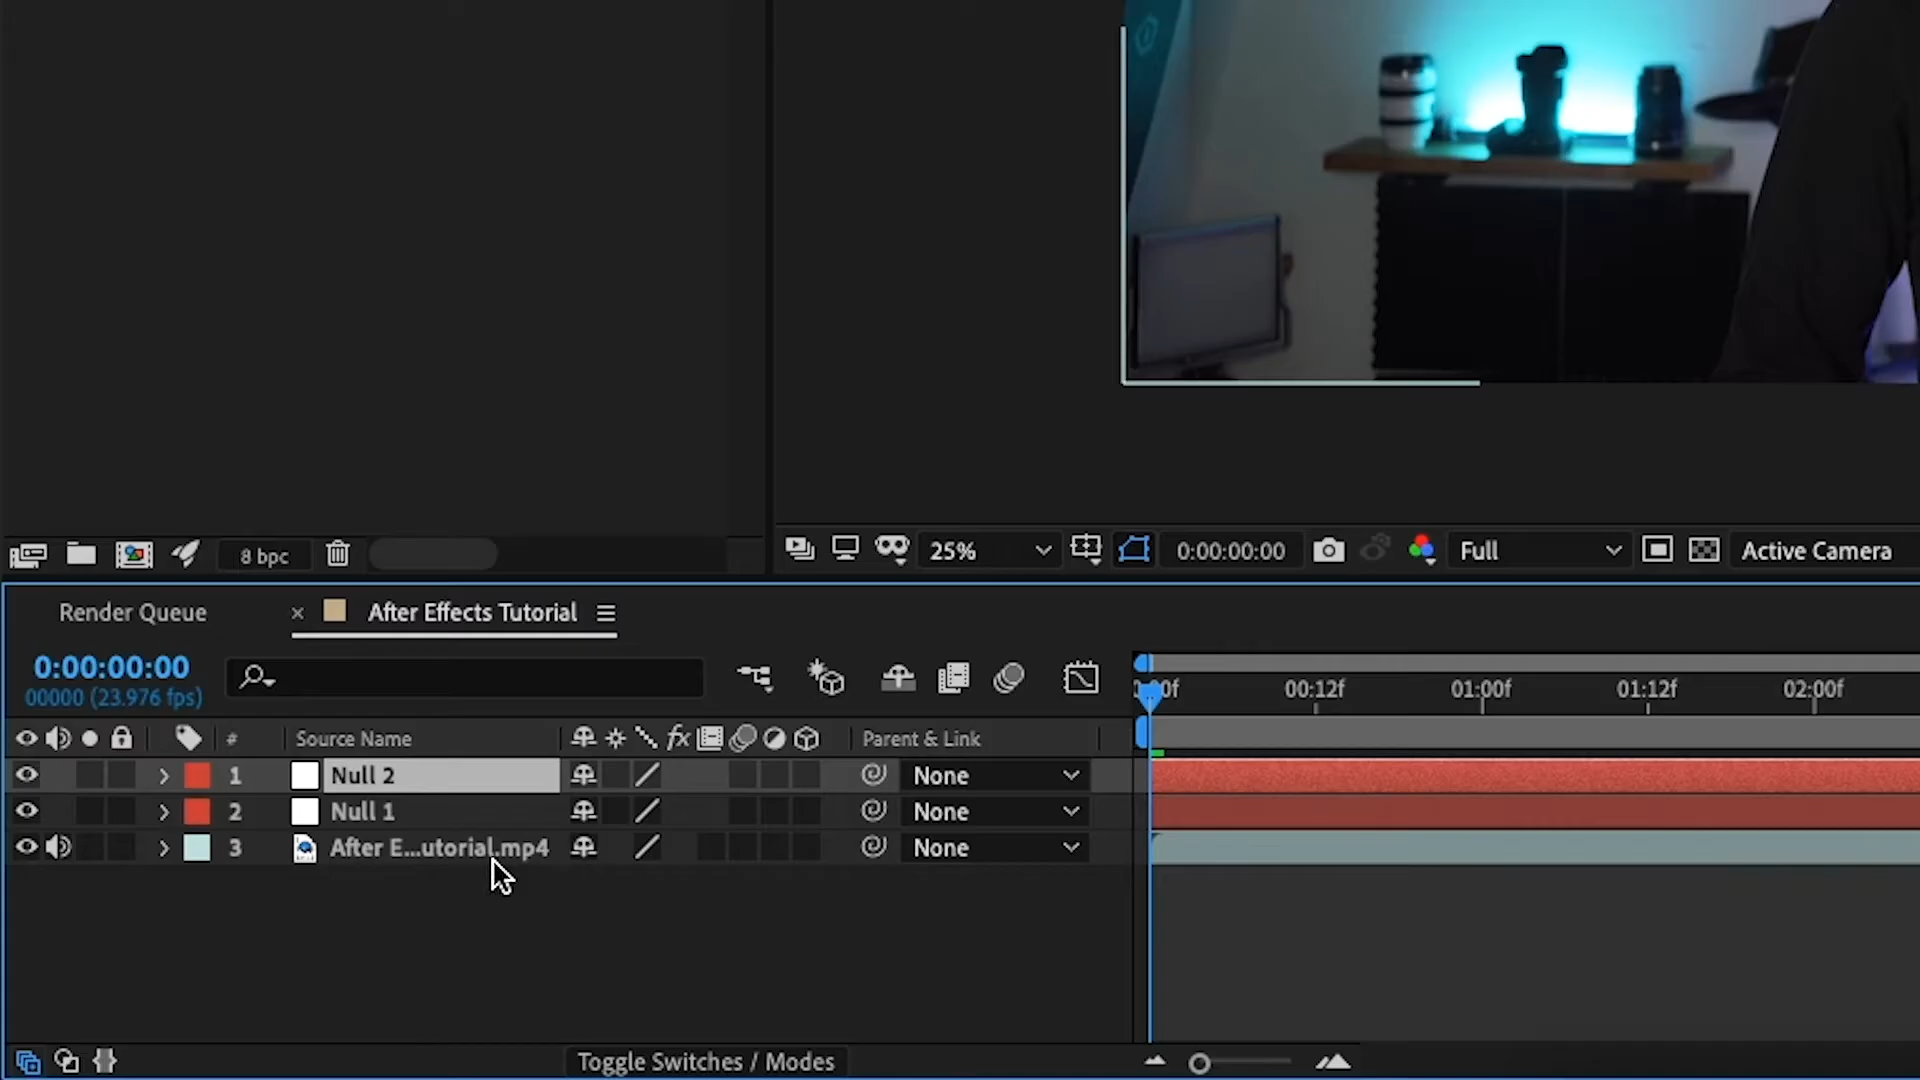 8 bpc
25%
0:00:00:00
Full
Active Camera
Render Queue
× After Effects Tutorial
0:00:00:00
00000 (23.976 fps)
00:12f 01:00f 01:12f 02:00f
# Source Name fx Parent & Link
1 Null 2 None
2 Null 1 None
3 After E...utorial.mp4 None
Toggle Switches / Modes